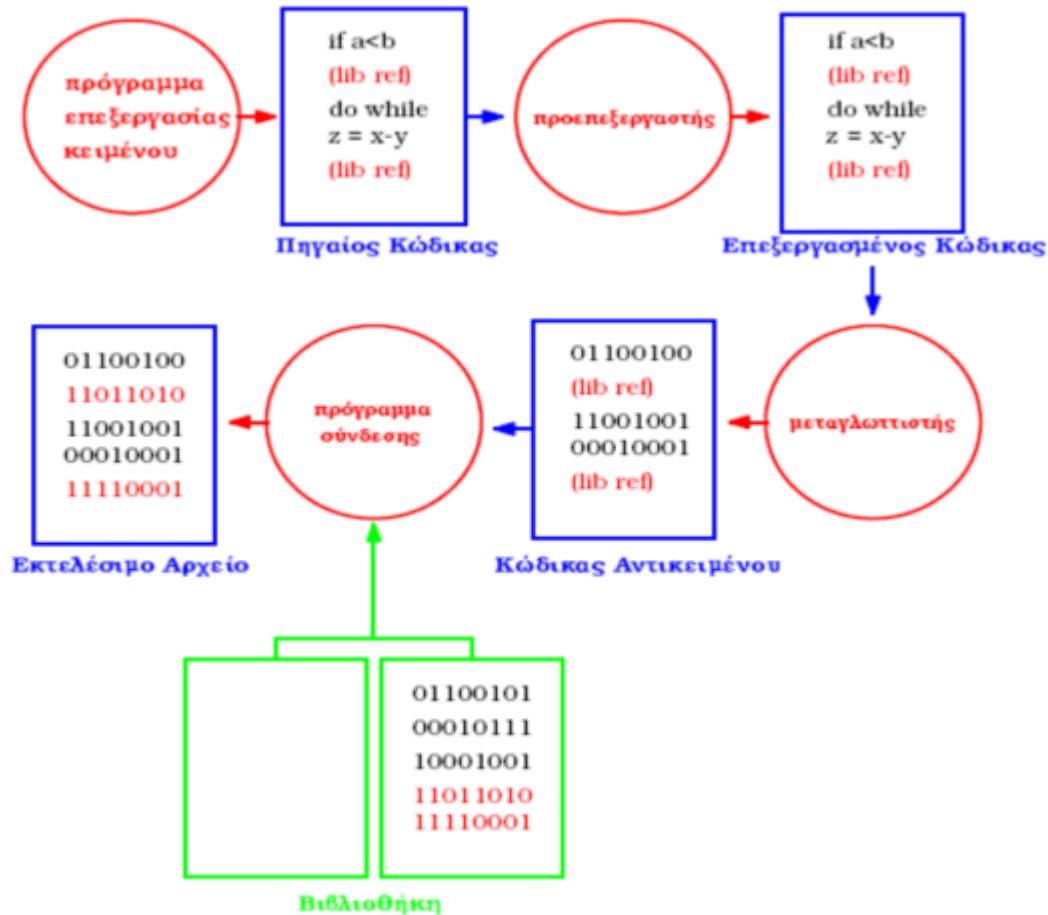 πρόγραμμα
επεξεργασίας
κειμένου
if a<b
(lib ref)
do while
z = x-y
(lib ref)
Πηγαίος Κώδικας
προεπεξεργαστής
if a<b
(lib ref)
do while
z = x-y
(lib ref)
Επεξεργασμένος Κώδικας
μεταγλωττιστής
01100100
(lib ref)
11001001
00010001
(lib ref)
Κώδικας Αντικειμένου
πρόγραμμα
σύνδεσης
01100100
11011010
11001001
00010001
11110001
Εκτελέσιμο Αρχείο
01100101
00010111
10001001
11011010
11110001
Βιβλιοθήκη